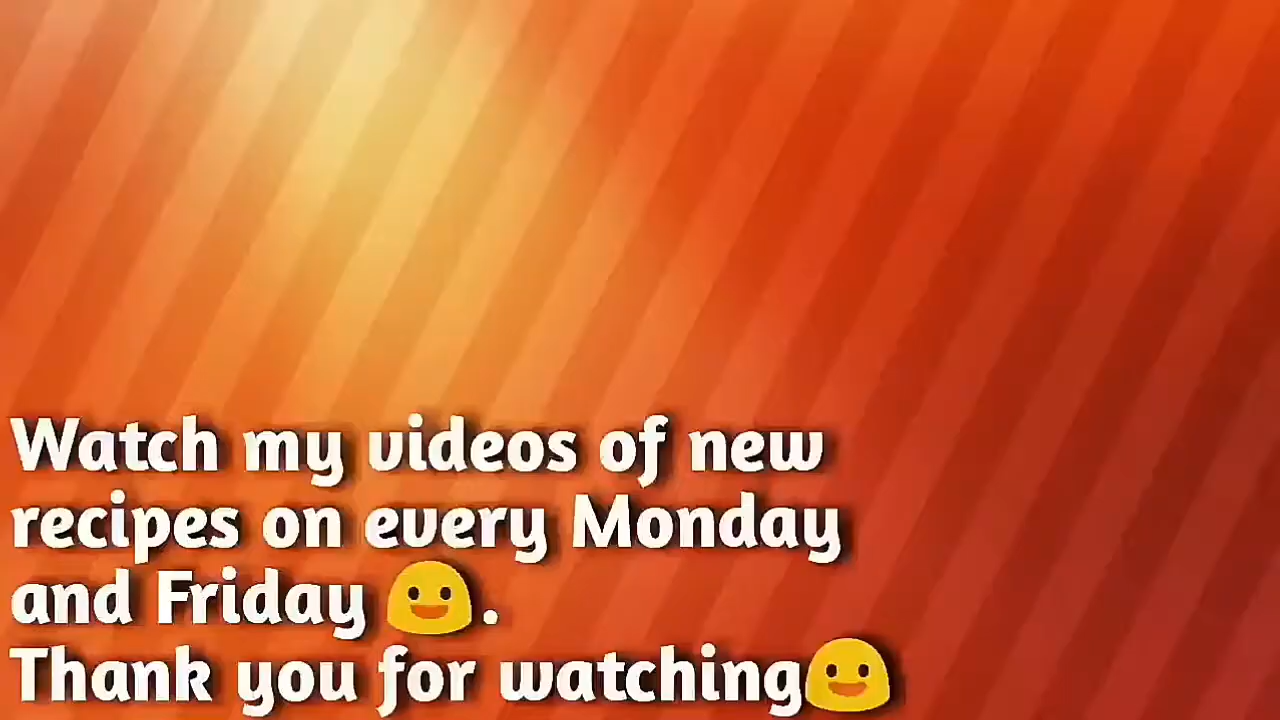 Watch my videos of new
recipes on every Monday
and Friday 😀.
Thank you for watching😀